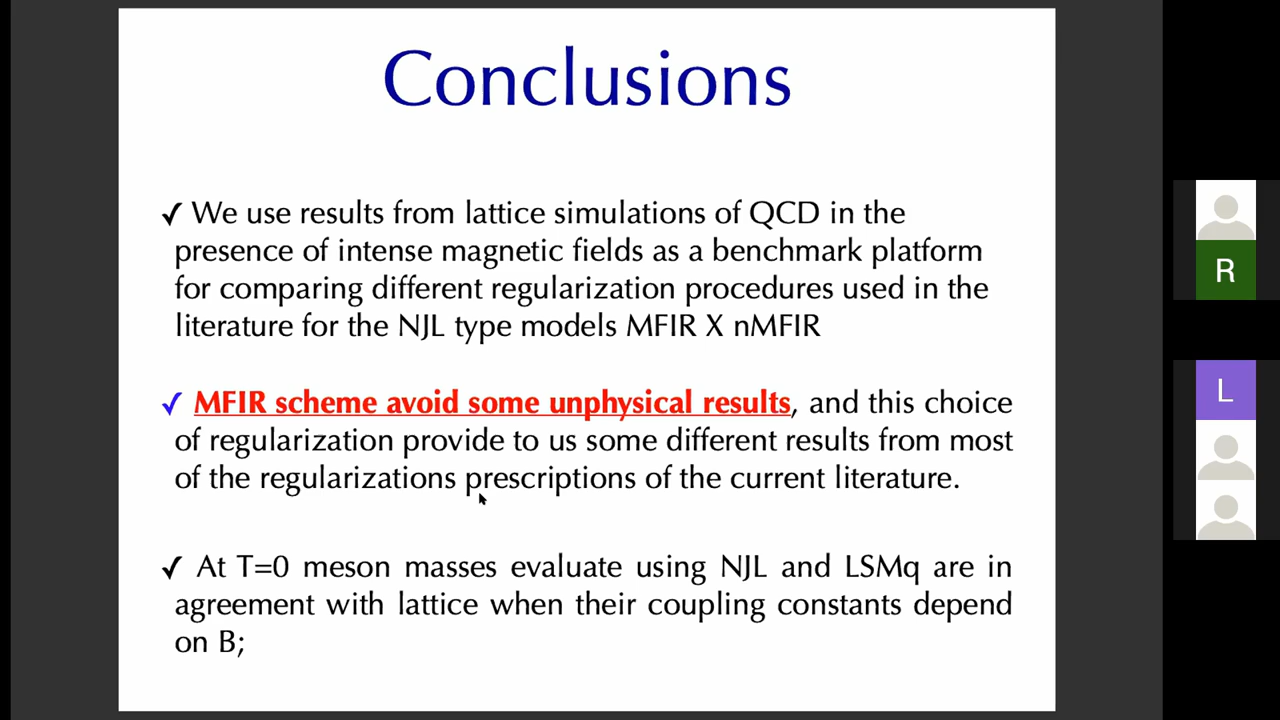 Conclusions
✓ We use results from lattice simulations of QCD in the
presence of intense magnetic fields as a benchmark platform
for comparing different regularization procedures used in the
literature for the NJL type models MFIR X nMFIR
✓ MFIR scheme avoid some unphysical results, and this choice
of regularization provide to us some different results from most
of the regularizations prescriptions of the current literature.
✓ At T=0 meson masses evaluate using NJL and LSMq are in
agreement with lattice when their coupling constants depend
on B;
R
L